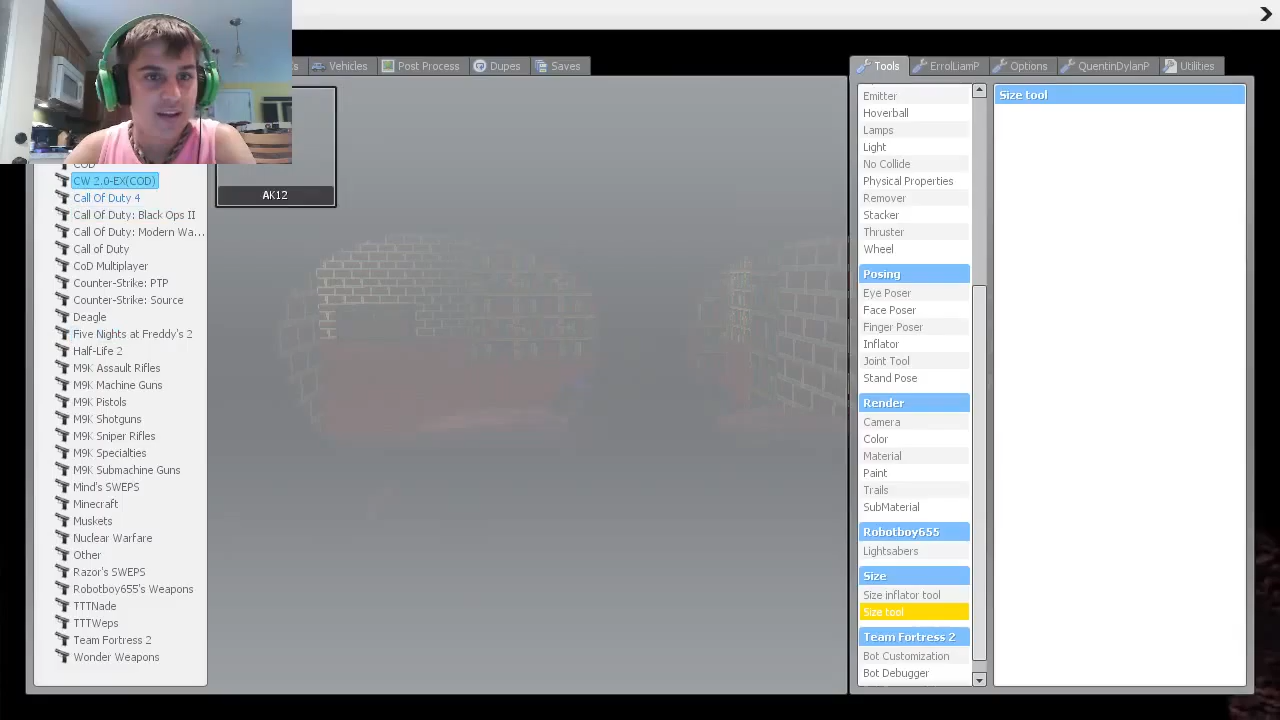 s
Vehicles
Post Process
Dupes
Saves
Tools
ErrolLiamP
Options
QuentinDylanP
Utilities
COD
CW 2.0-EX(COD)
Call Of Duty 4
Call Of Duty: Black Ops II
Call Of Duty: Modern Wa...
Call of Duty
CoD Multiplayer
Counter-Strike: PTP
Counter-Strike: Source
Deagle
Five Nights at Freddy's 2
Half-Life 2
M9K Assault Rifles
M9K Machine Guns
M9K Pistols
M9K Shotguns
M9K Sniper Rifles
M9K Specialties
M9K Submachine Guns
Mind's SWEPS
Minecraft
Muskets
Nuclear Warfare
Other
Razor's SWEPS
Robotboy655's Weapons
TTTNade
TTTWeps
Team Fortress 2
Wonder Weapons
AK12
Emitter
Hoverball
Lamps
Light
No Collide
Physical Properties
Remover
Stacker
Thruster
Wheel
Posing
Eye Poser
Face Poser
Finger Poser
Inflator
Joint Tool
Stand Pose
Render
Camera
Color
Material
Paint
Trails
SubMaterial
Robotboy655
Lightsabers
Size
Size inflator tool
Size tool
Team Fortress 2
Bot Customization
Bot Debugger
Size tool